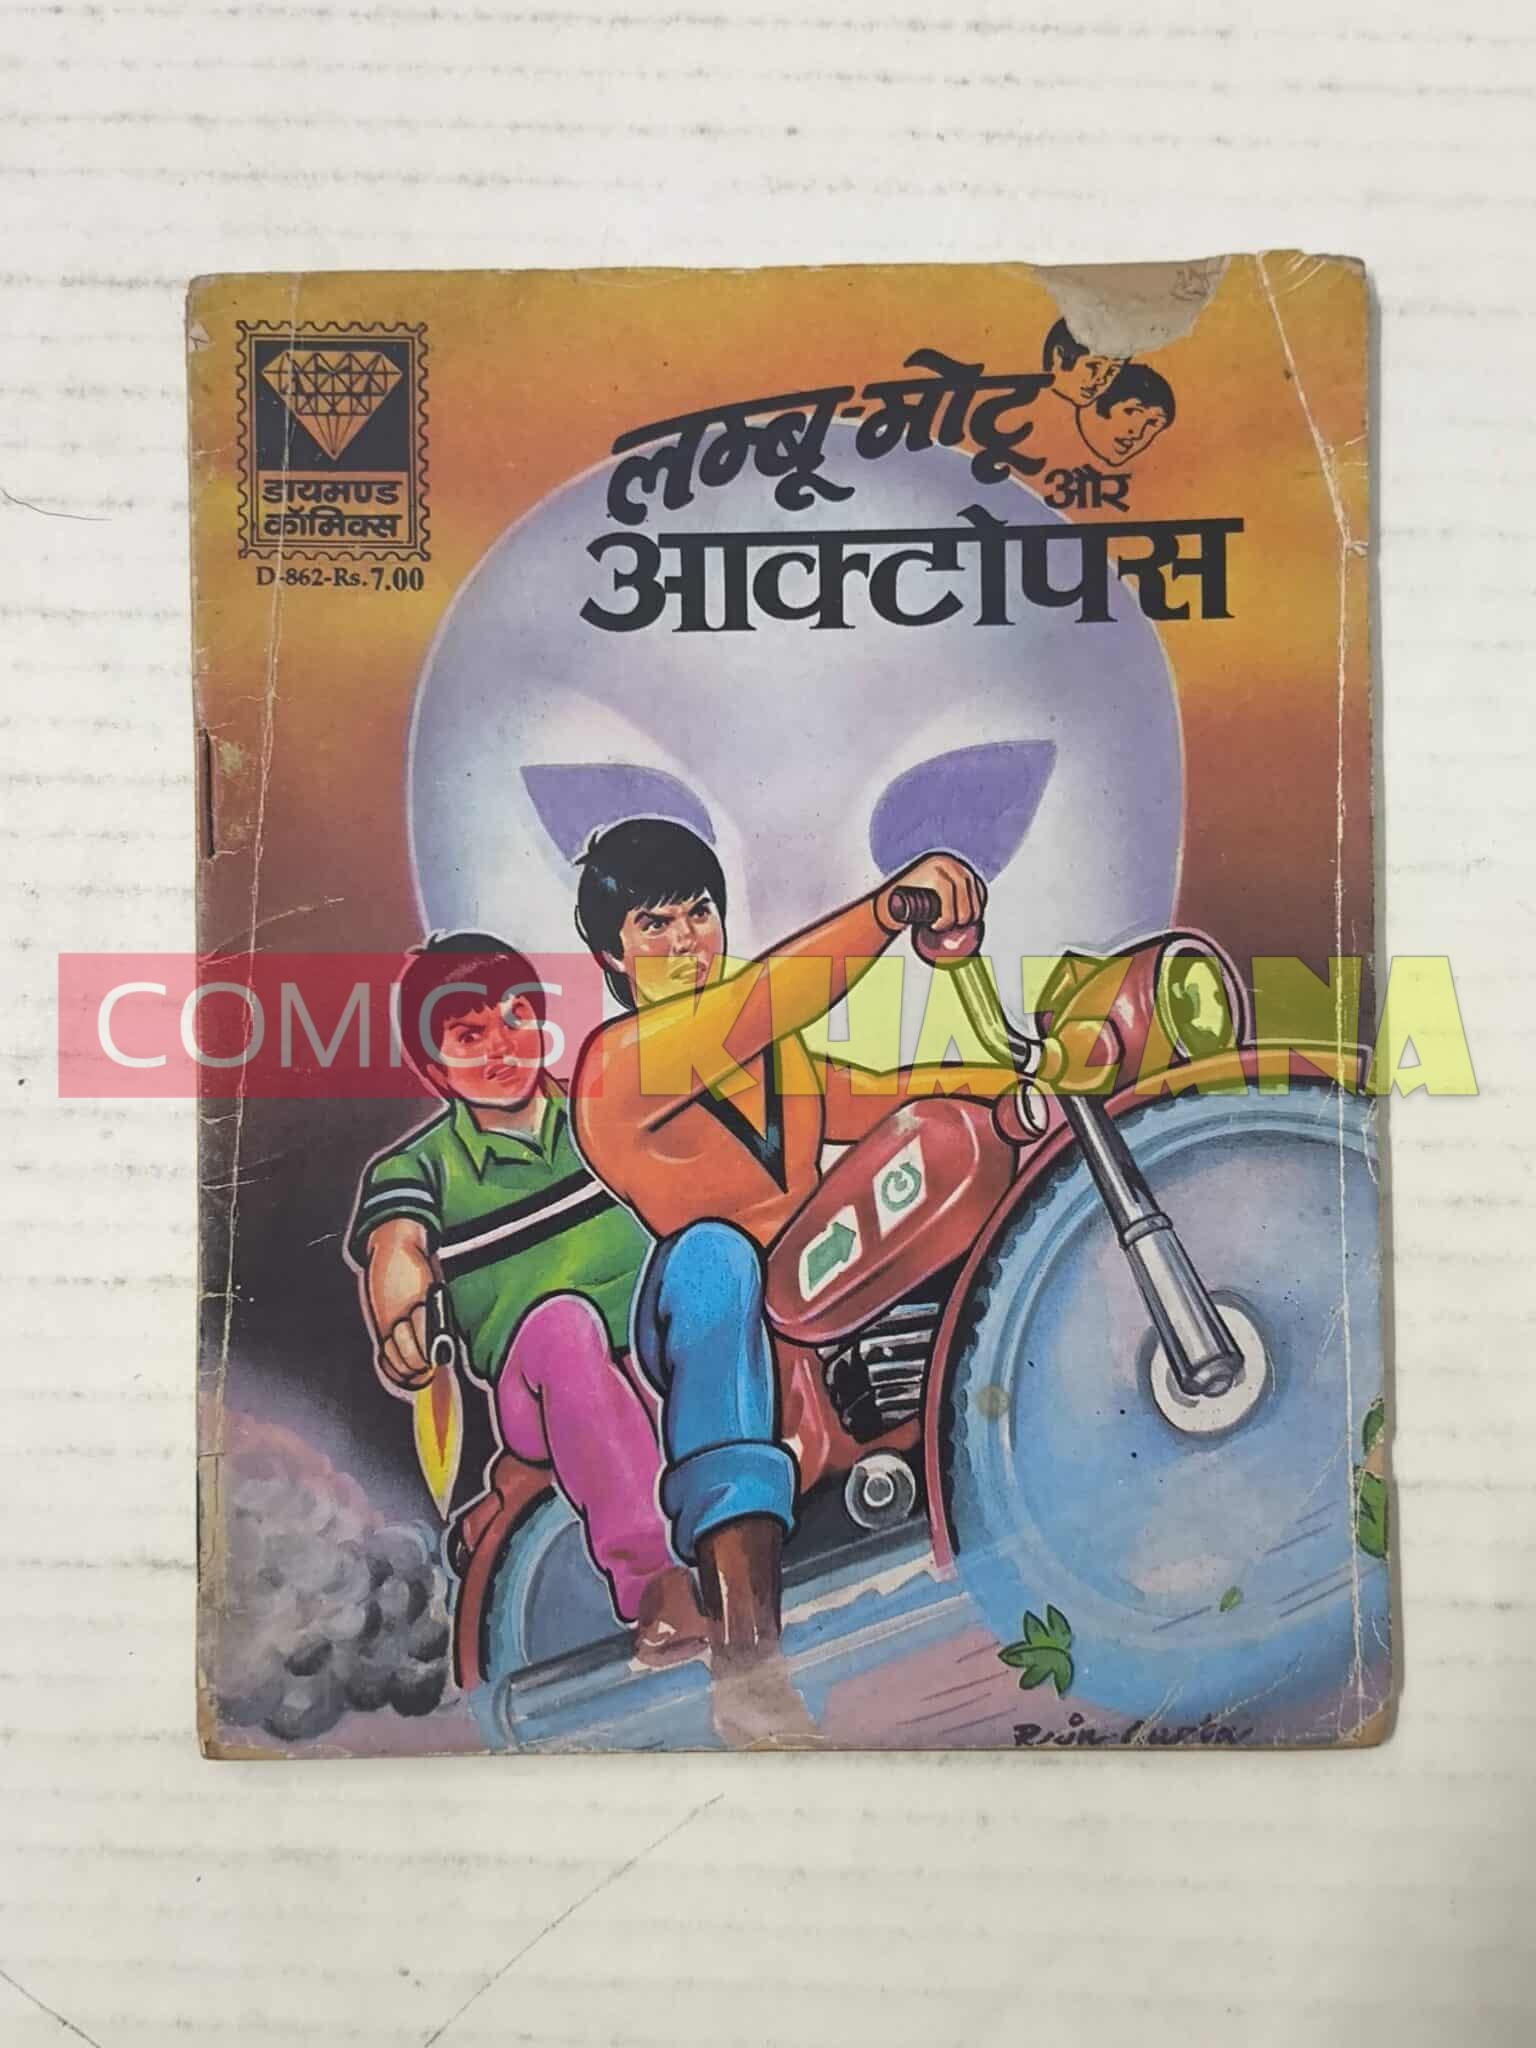 लम्बू-मोटू
और
आक्टोपस
डायमण्ड
कॉमिक्स
D-862-Rs. 7.00
COMICS KHAZANA